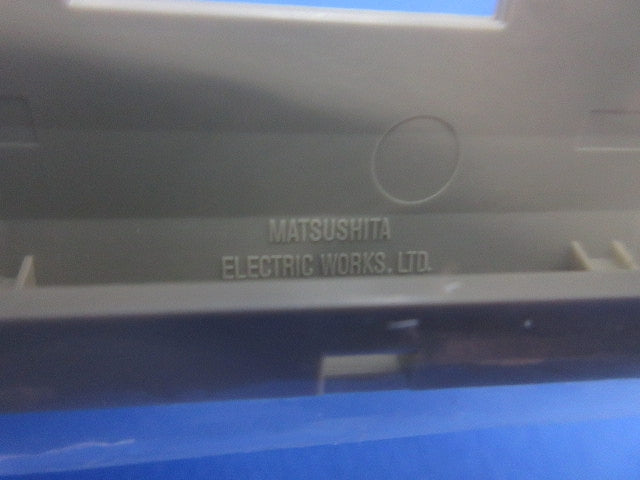 MATSUSHITA
ELECTRIC WORKS, LTD.